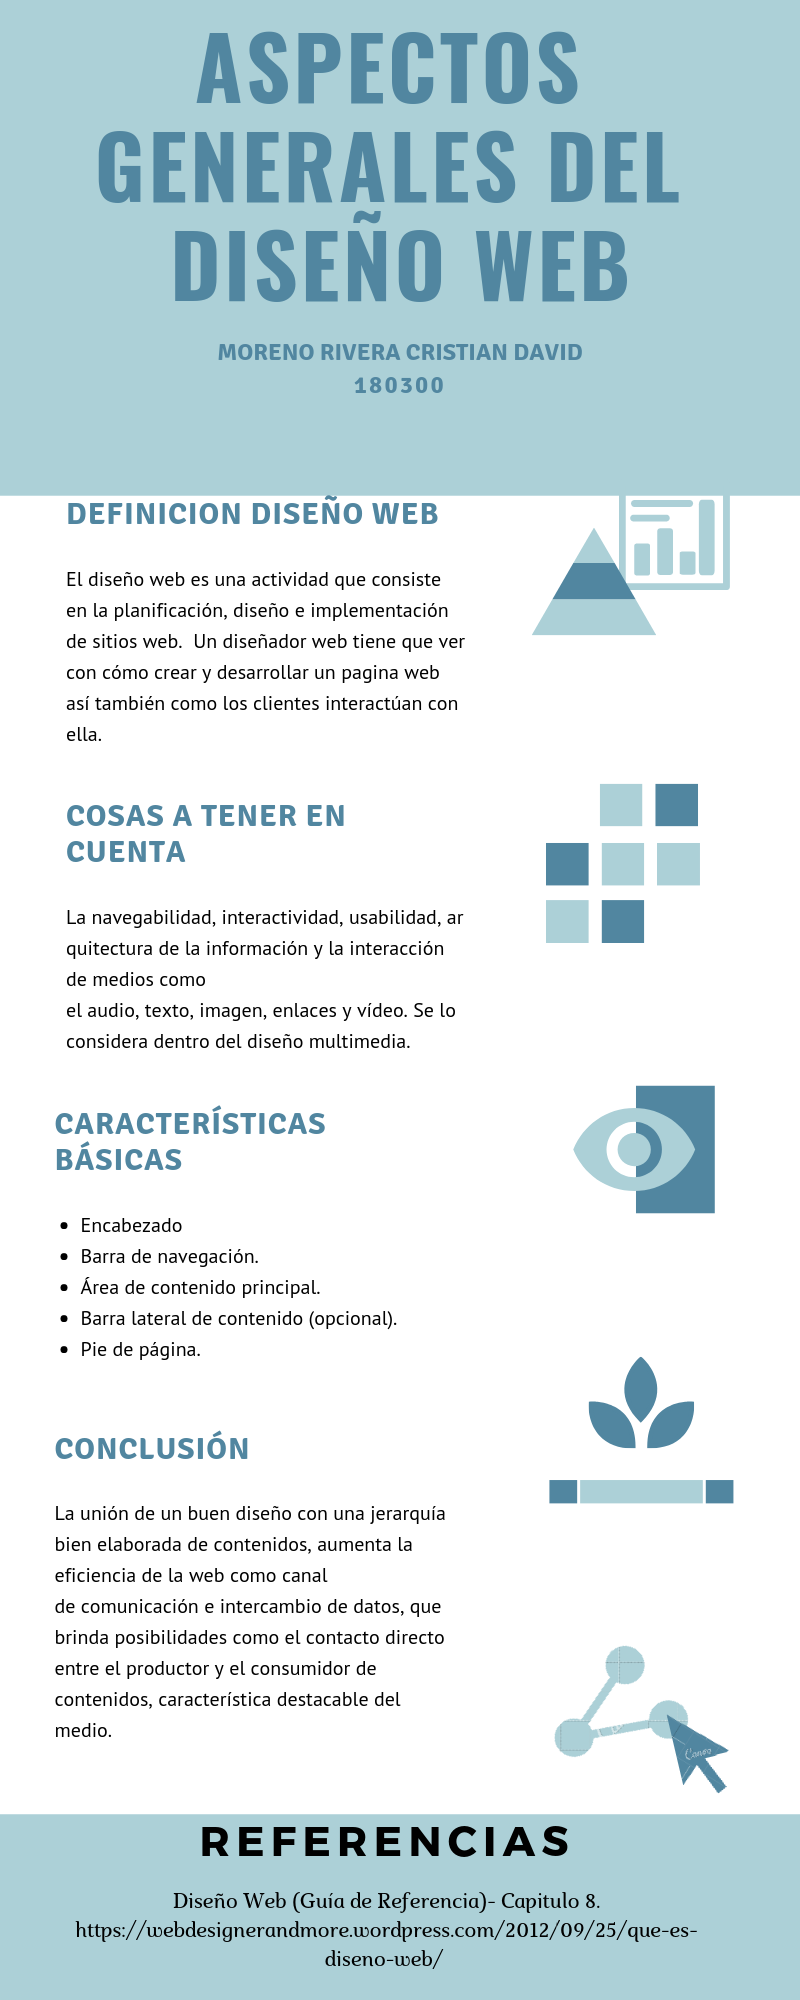 ASPECTOS
GENERALES DEL
DISEÑO WEB
MORENO RIVERA CRISTIAN DAVID
180300
DEFINICION DISEÑO WEB
El diseño web es una actividad que consiste
en la planificación, diseño e implementación
de sitios web.  Un diseñador web tiene que ver
con cómo crear y desarrollar un pagina web
así también como los clientes interactúan con
ella.
COSAS A TENER EN
CUENTA
La navegabilidad, interactividad, usabilidad, ar
quitectura de la información y la interacción
de medios como
el audio, texto, imagen, enlaces y vídeo. Se lo
considera dentro del diseño multimedia.
CARACTERÍSTICAS
BÁSICAS
• Encabezado
• Barra de navegación.
• Área de contenido principal.
• Barra lateral de contenido (opcional).
• Pie de página.
CONCLUSIÓN
La unión de un buen diseño con una jerarquía
bien elaborada de contenidos, aumenta la
eficiencia de la web como canal
de comunicación e intercambio de datos, que
brinda posibilidades como el contacto directo
entre el productor y el consumidor de
contenidos, característica destacable del
medio.
Canva
REFERENCIAS
Diseño Web (Guía de Referencia)- Capitulo 8.
https://webdesignerandmore.wordpress.com/2012/09/25/que-es-
diseno-web/